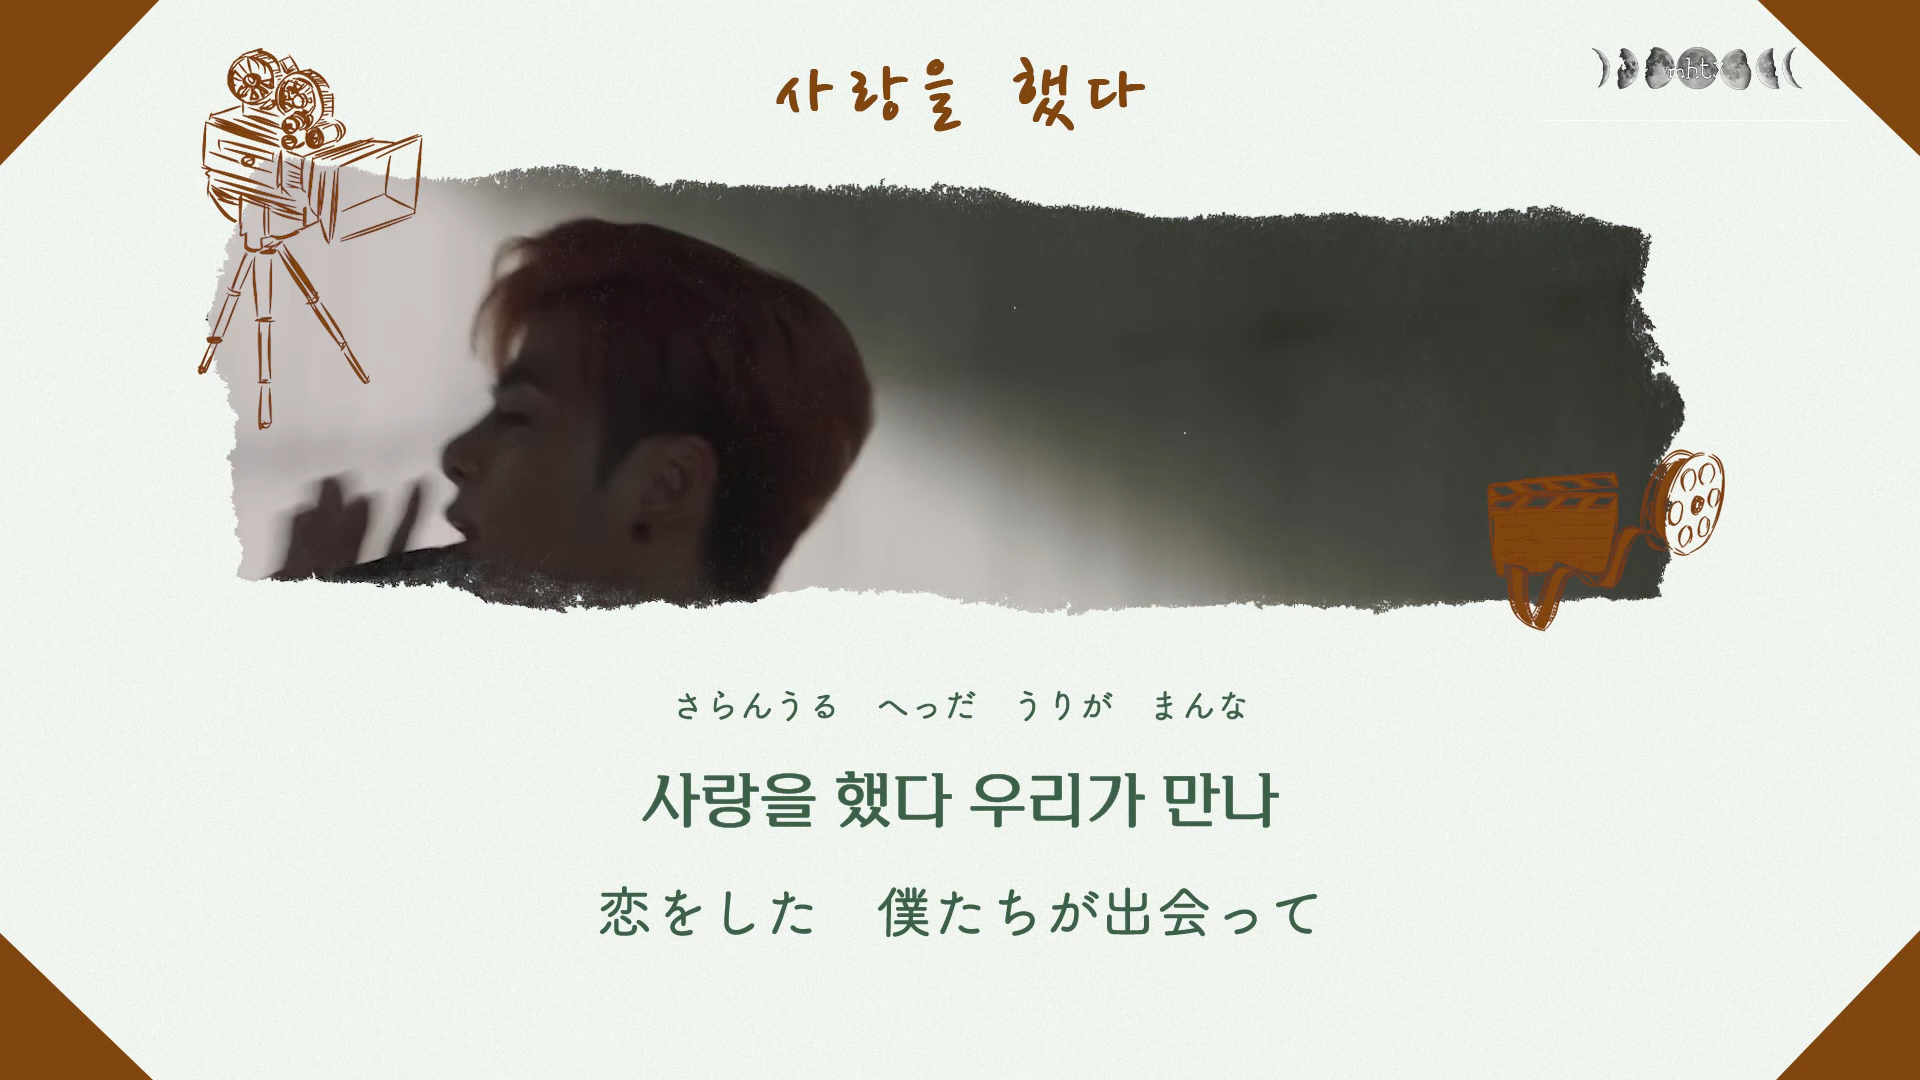 사랑을 했다
mht
さらんうる　へっだ　うりが　まんな
사랑을 했다 우리가 만나
恋をした　僕たちが出会って